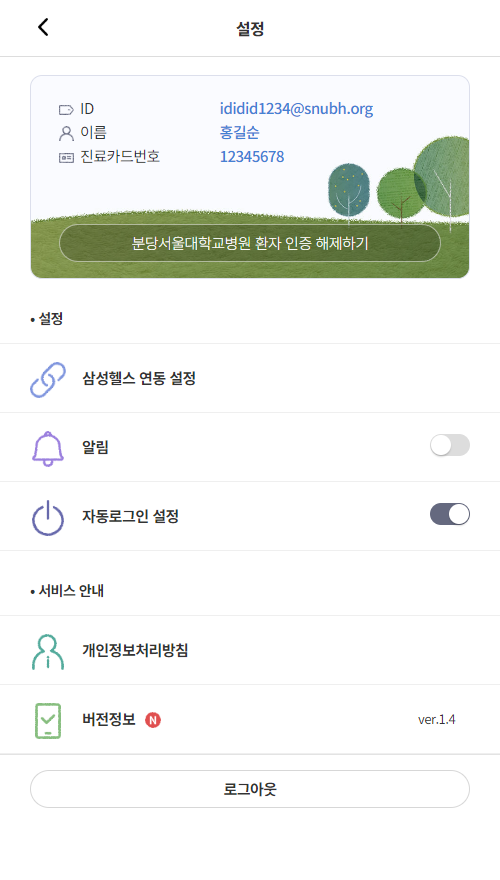 설정
ID ididid1234@snubh.org
이름 홍길순
진료카드번호 12345678
분당서울대학교병원 환자 인증 해제하기
• 설정
삼성헬스 연동 설정
알림
자동로그인 설정
• 서비스 안내
개인정보처리방침
버전정보 N ver.1.4
로그아웃